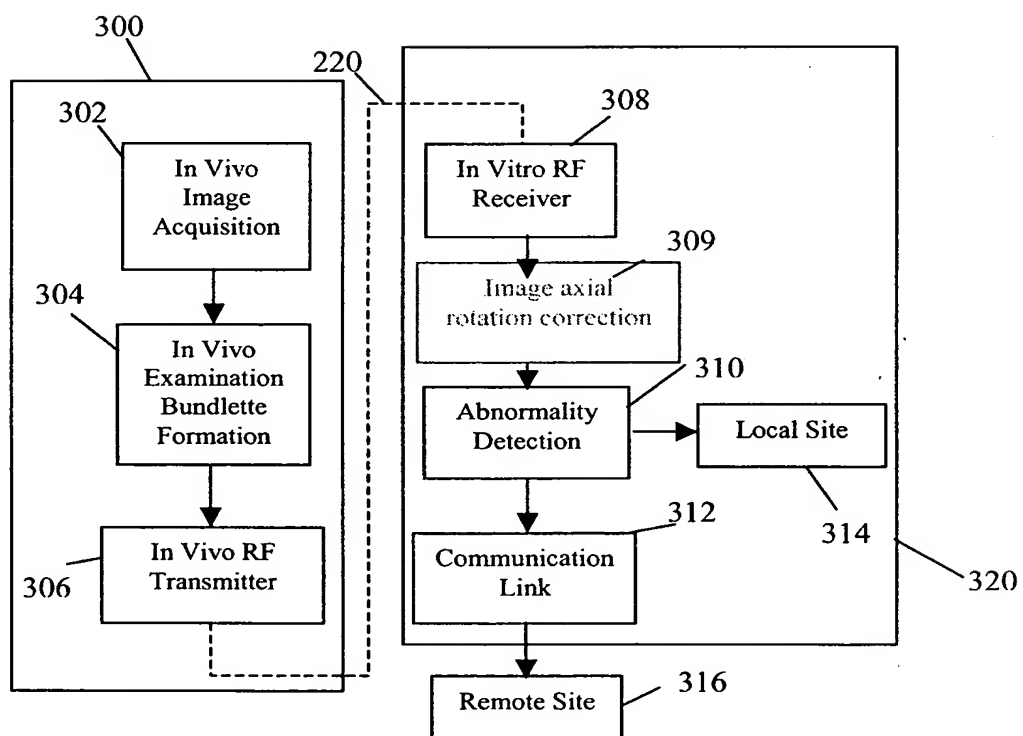 300
302
In Vivo
Image
Acquisition
304
In Vivo
Examination
Bundlette
Formation
306
In Vivo RF
Transmitter
220
308
In Vitro RF
Receiver
309
Image axial
rotation correction
310
Abnormality
Detection
Local Site
314
312
Communication
Link
320
Remote Site
316